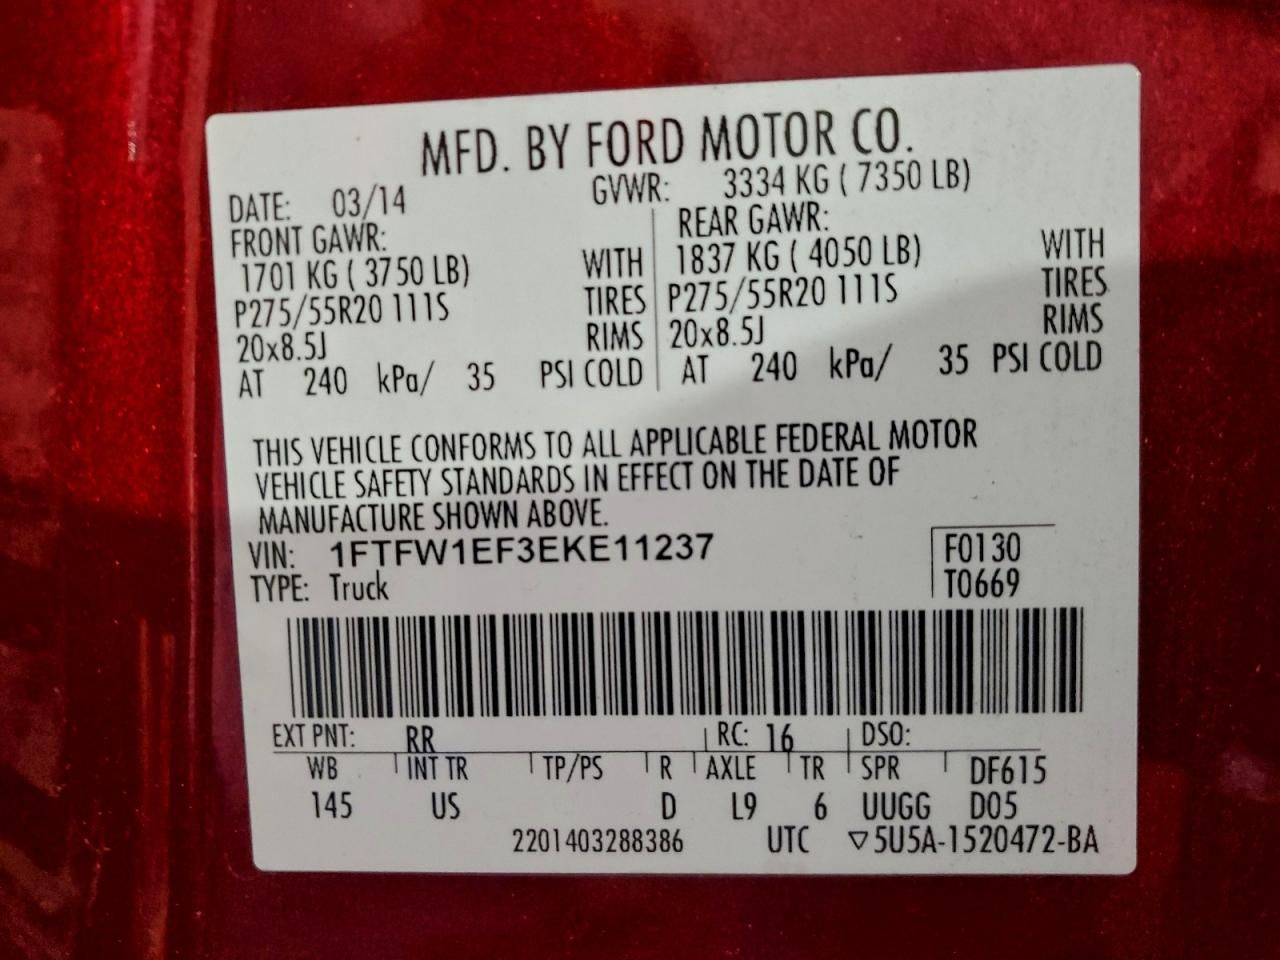 MFD. BY FORD MOTOR CO.
DATE: 03/14 GVWR: 3334 KG ( 7350 LB)
FRONT GAWR: REAR GAWR:
1701 KG ( 3750 LB) WITH 1837 KG ( 4050 LB) WITH
P275/55R20 111S TIRES P275/55R20 111S TIRES
20x8.5J RIMS 20x8.5J RIMS
AT 240 kPa/ 35 PSI COLD AT 240 kPa/ 35 PSI COLD
THIS VEHICLE CONFORMS TO ALL APPLICABLE FEDERAL MOTOR
VEHICLE SAFETY STANDARDS IN EFFECT ON THE DATE OF
MANUFACTURE SHOWN ABOVE.
VIN: 1FTFW1EF3EKE11237 F0130
TYPE: Truck T0669
EXT PNT: RR RC: 16 DSO:
WB INT TR TP/PS R AXLE TR SPR DF615
145 US D L9 6 UUGG D05
2201403288386 UTC ▽5U5A-1520472-BA